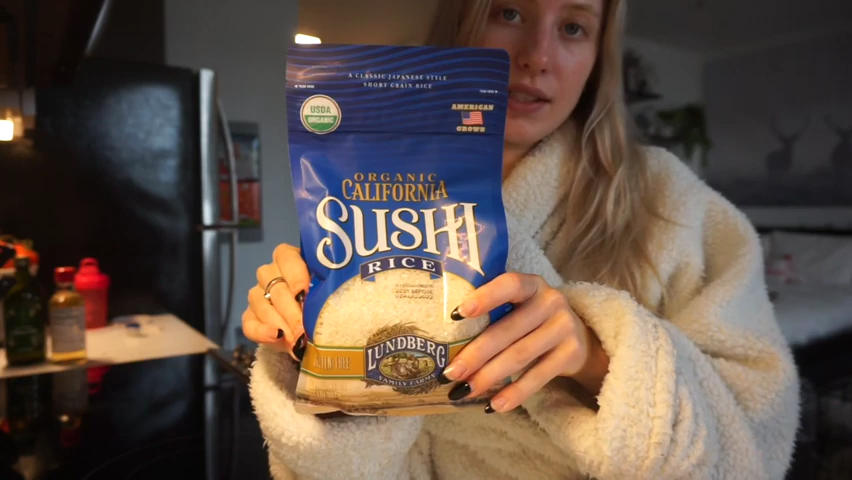 A CLASSIC JAPANESE STYLE
SHORT GRAIN RICE
USDA
ORGANIC
AMERICAN
GROWN
ORGANIC
CALIFORNIA
SUSHI
RICE
LUNDBERG
FAMILY FARMS